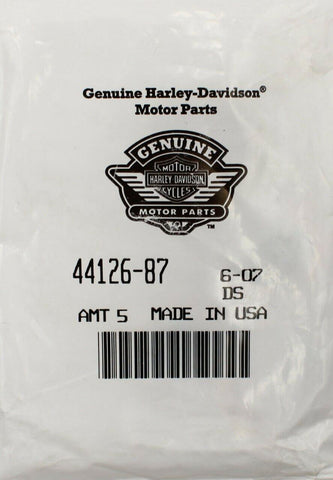 Genuine Harley-Davidson®
Motor Parts
GENUINE
MOTOR
HARLEY-DAVIDSON
CYCLES
MOTOR PARTS
™
44126-87 6-07
DS
AMT 5 MADE IN USA